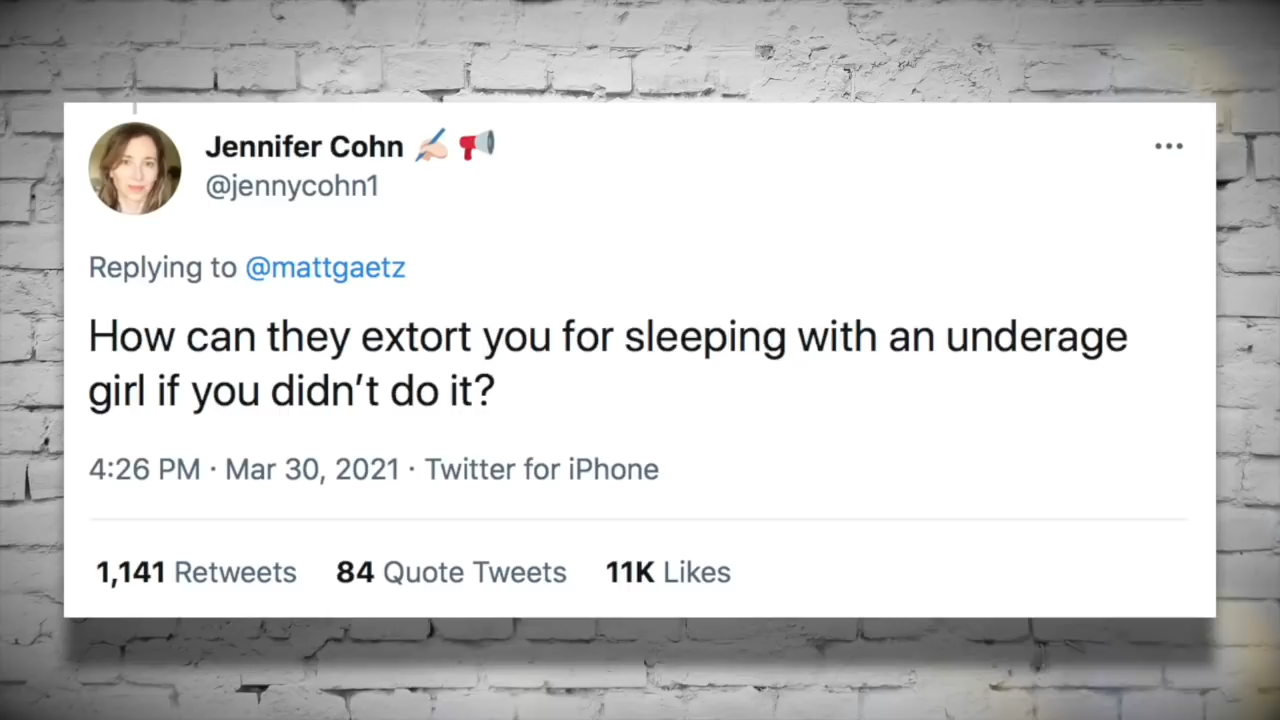 Jennifer Cohn ✍🏻 📣
@jennycohn1
Replying to @mattgaetz
How can they extort you for sleeping with an underage
girl if you didn't do it?
4:26 PM · Mar 30, 2021 · Twitter for iPhone
1,141 Retweets 84 Quote Tweets 11K Likes